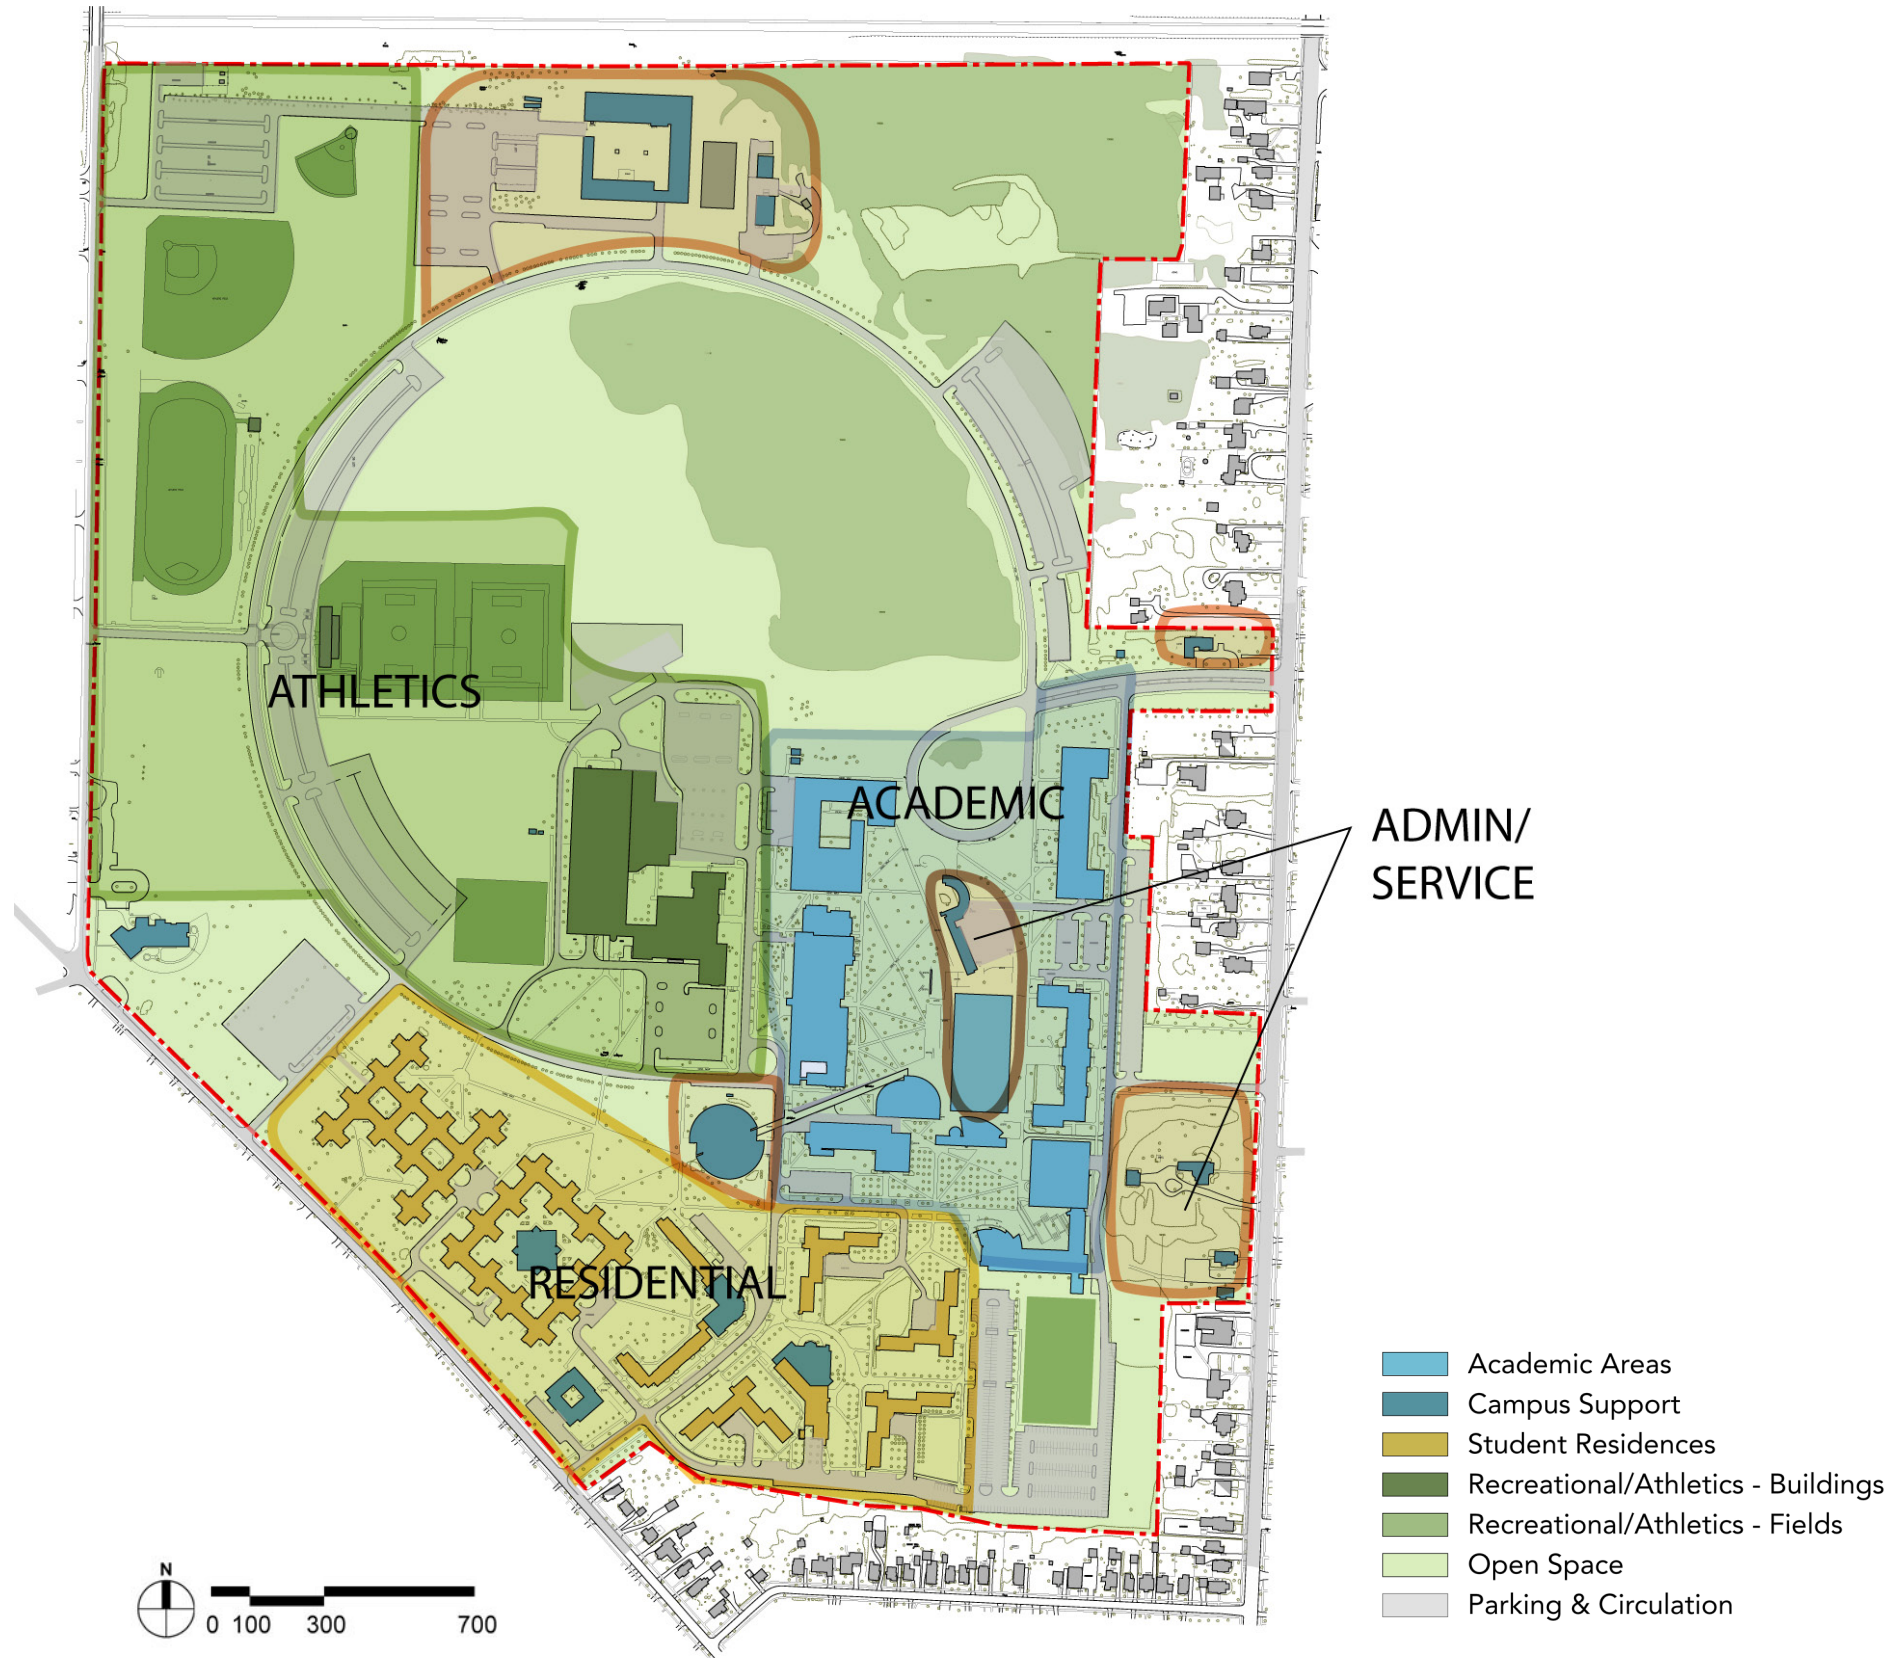 ATHLETICS
ACADEMIC
ADMIN/
SERVICE
RESIDENTIAL
Academic Areas
Campus Support
Student Residences
Recreational/Athletics - Buildings
Recreational/Athletics - Fields
Open Space
Parking & Circulation
N
0 100 300 700